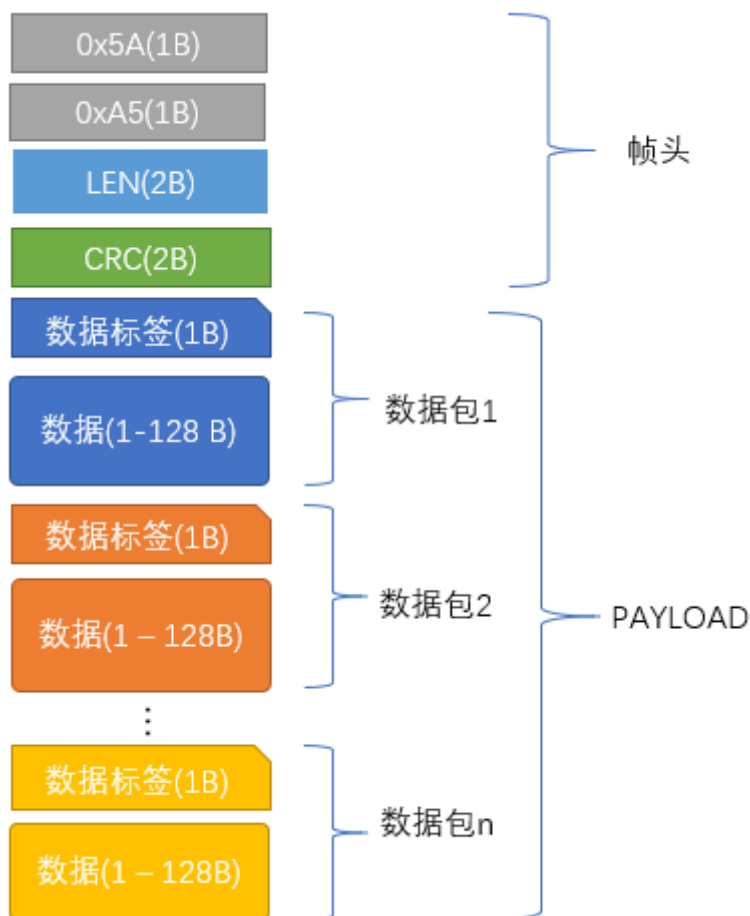 0x5A(1B)
0xA5(1B)
LEN(2B)
CRC(2B)
帧头
数据标签(1B)
数据(1-128 B)
数据包1
数据标签(1B)
数据(1 – 128B)
数据包2
PAYLOAD
⋮
数据标签(1B)
数据(1 – 128B)
数据包n